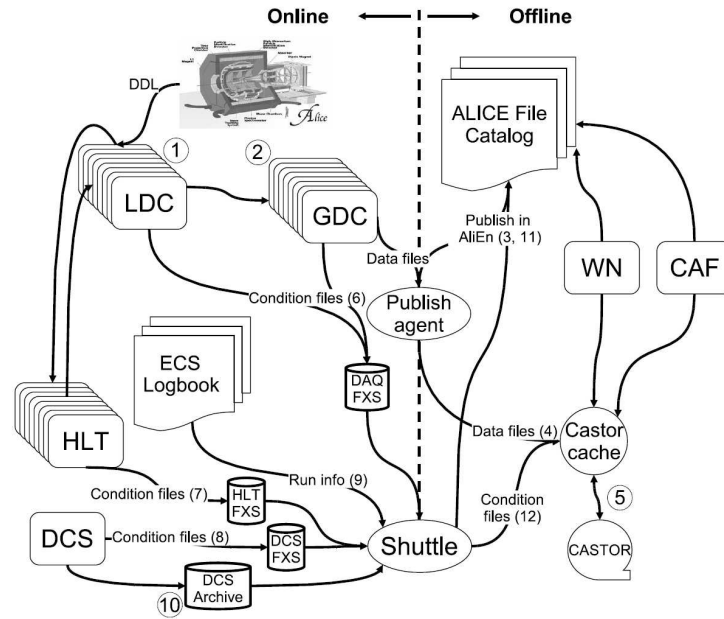 Online
Offline
DDL
Alice
ALICE File
Catalog
1
2
LDC
GDC
Publish in
AliEn (3, 11)
Data files
WN
CAF
Condition files (6)
Publish
agent
ECS
Logbook
DAQ
FXS
HLT
Data files (4)
Castor
cache
Run info (9)
Condition files (7)
HLT
FXS
Condition
files (12)
5
DCS
Condition files (8)
DCS
FXS
Shuttle
CASTOR
10
DCS
Archive